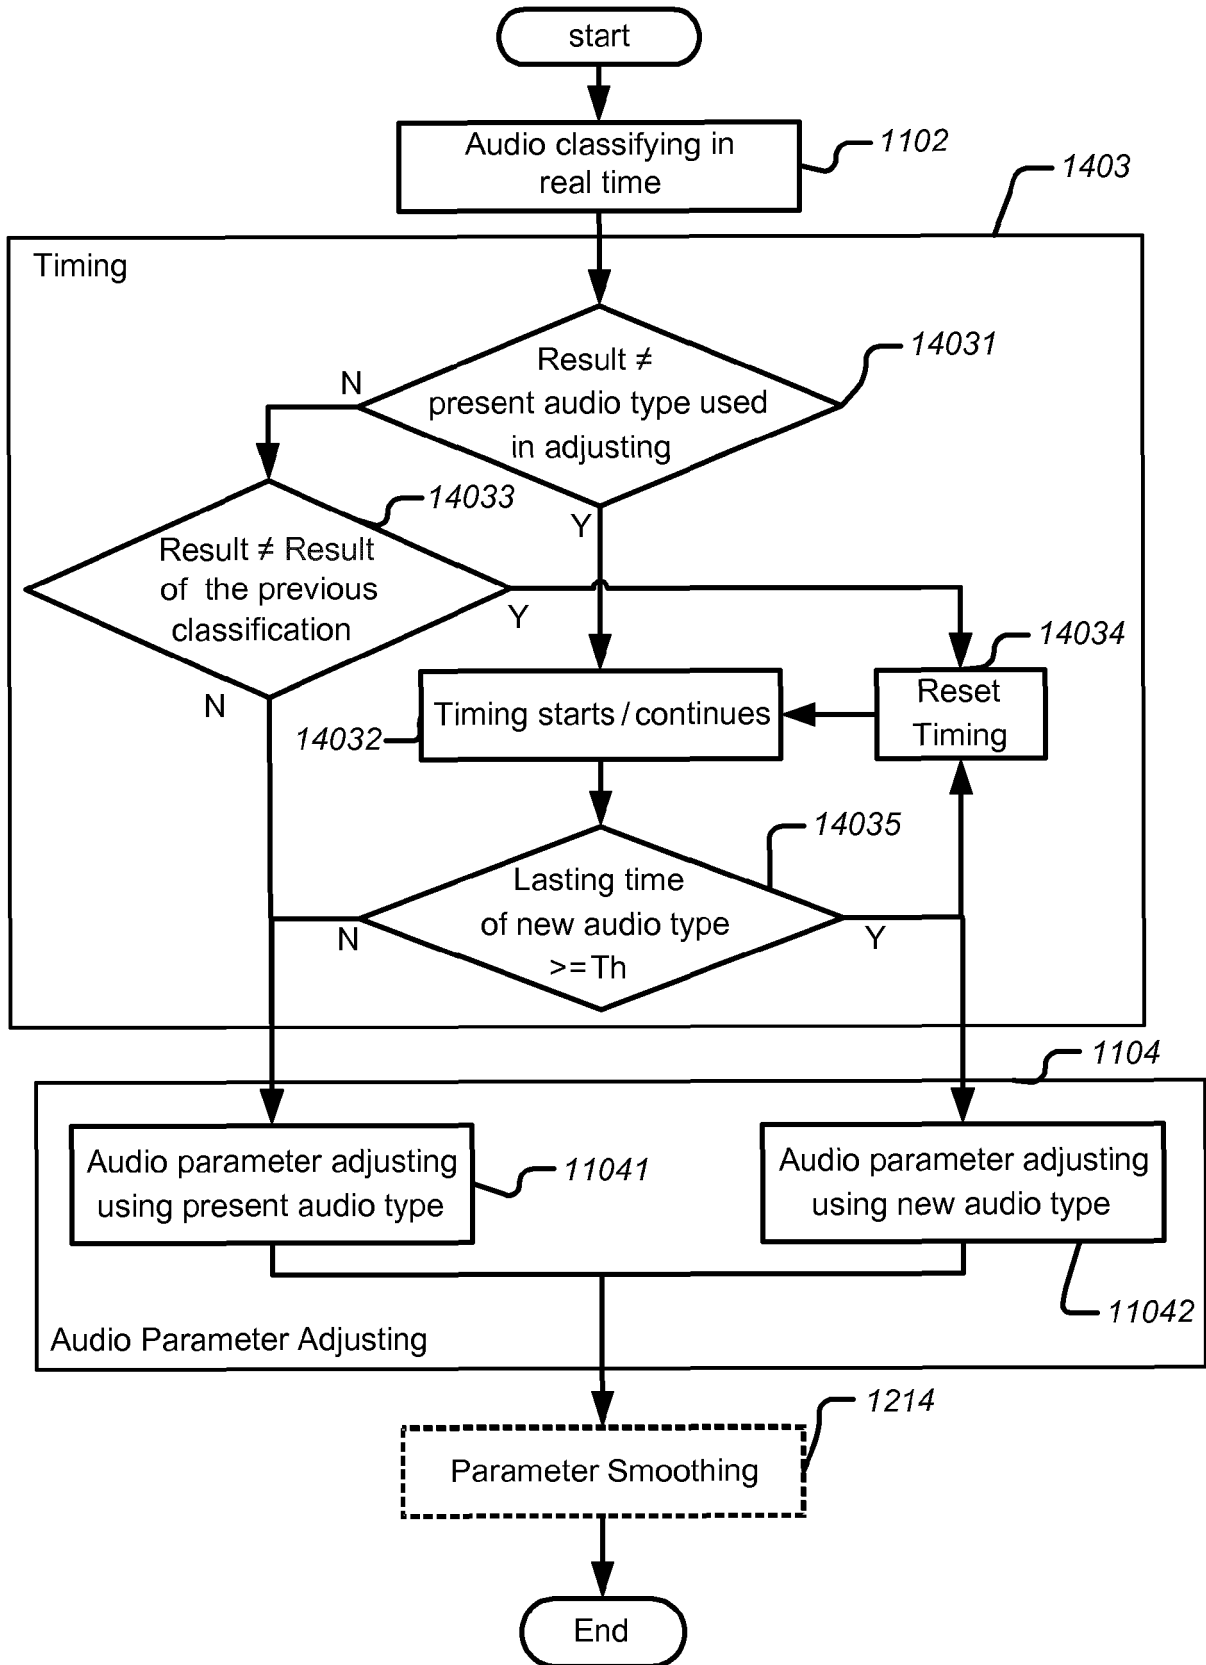 start
Audio classifying in
real time
1102
1403
Timing
Result ≠
present audio type used
in adjusting
14031
N
Y
14033
Result ≠ Result
of the previous
classification
Y
N
14034
Reset
Timing
Timing starts / continues
14032
14035
Lasting time
of new audio type
>=Th
N
Y
1104
Audio parameter adjusting
using present audio type
11041
Audio parameter adjusting
using new audio type
11042
Audio Parameter Adjusting
1214
Parameter Smoothing
End